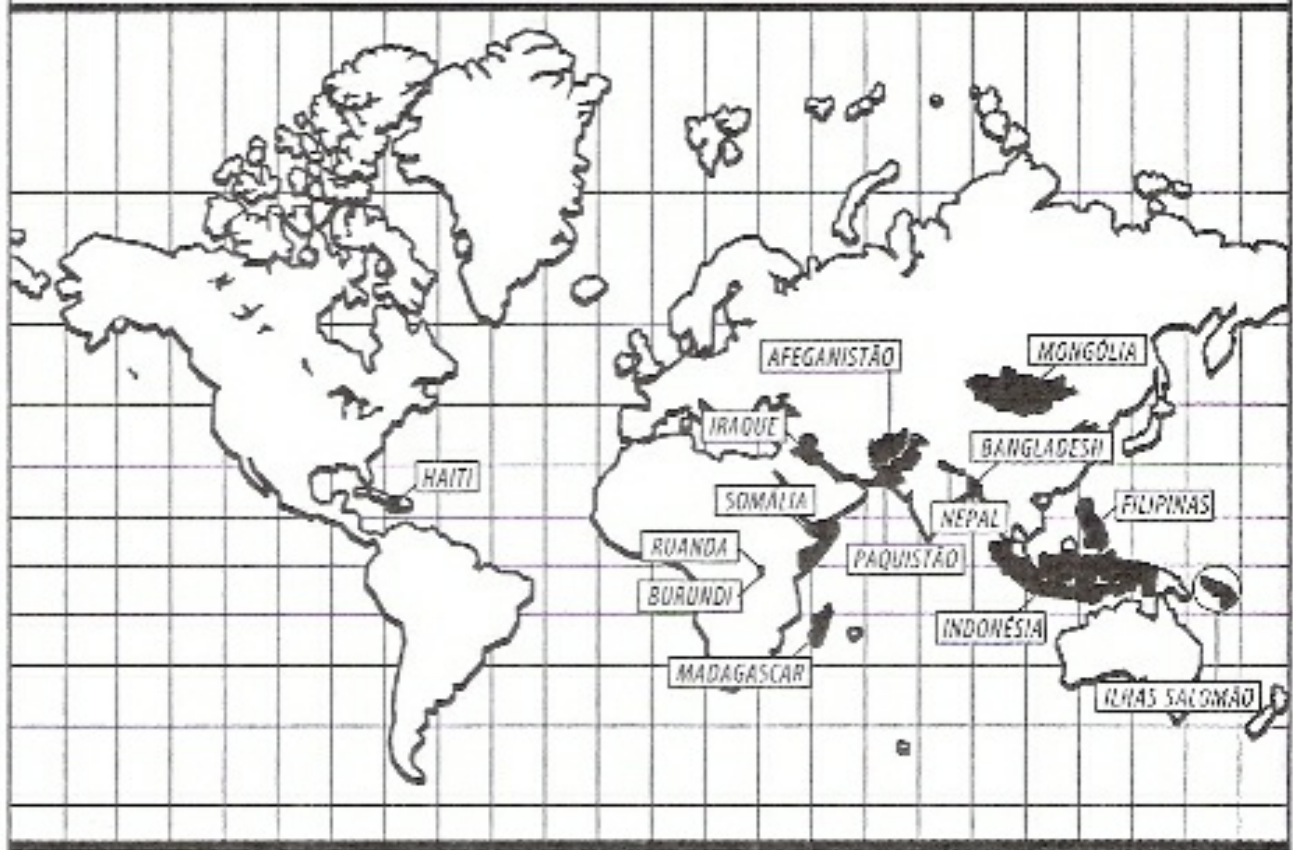 AFEGANISTÃO
MONGÓLIA
IRAQUE
BANGLADESH
HAITI
SOMÁLIA
FILIPINAS
NEPAL
RUANDA
PAQUISTÃO
BURUNDI
INDONÉSIA
MADAGASCAR
ILHAS SALOMÃO